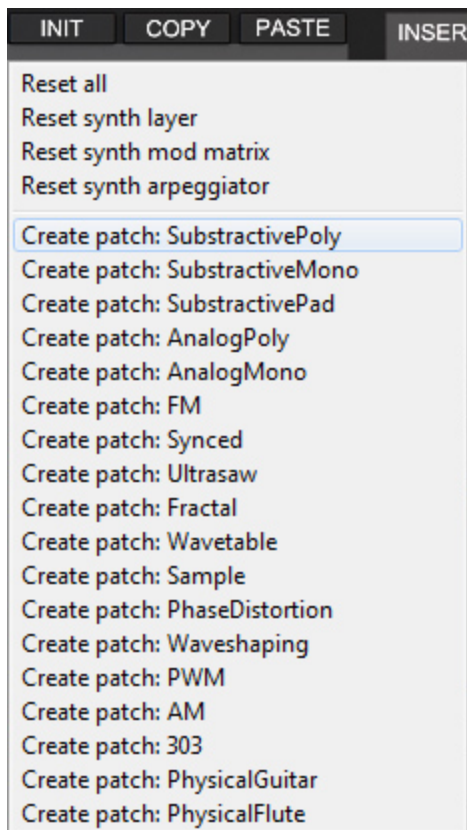 INIT COPY PASTE INSER
Reset all
Reset synth layer
Reset synth mod matrix
Reset synth arpeggiator
Create patch: SubstractivePoly
Create patch: SubstractiveMono
Create patch: SubstractivePad
Create patch: AnalogPoly
Create patch: AnalogMono
Create patch: FM
Create patch: Synced
Create patch: Ultrasaw
Create patch: Fractal
Create patch: Wavetable
Create patch: Sample
Create patch: PhaseDistortion
Create patch: Waveshaping
Create patch: PWM
Create patch: AM
Create patch: 303
Create patch: PhysicalGuitar
Create patch: PhysicalFlute